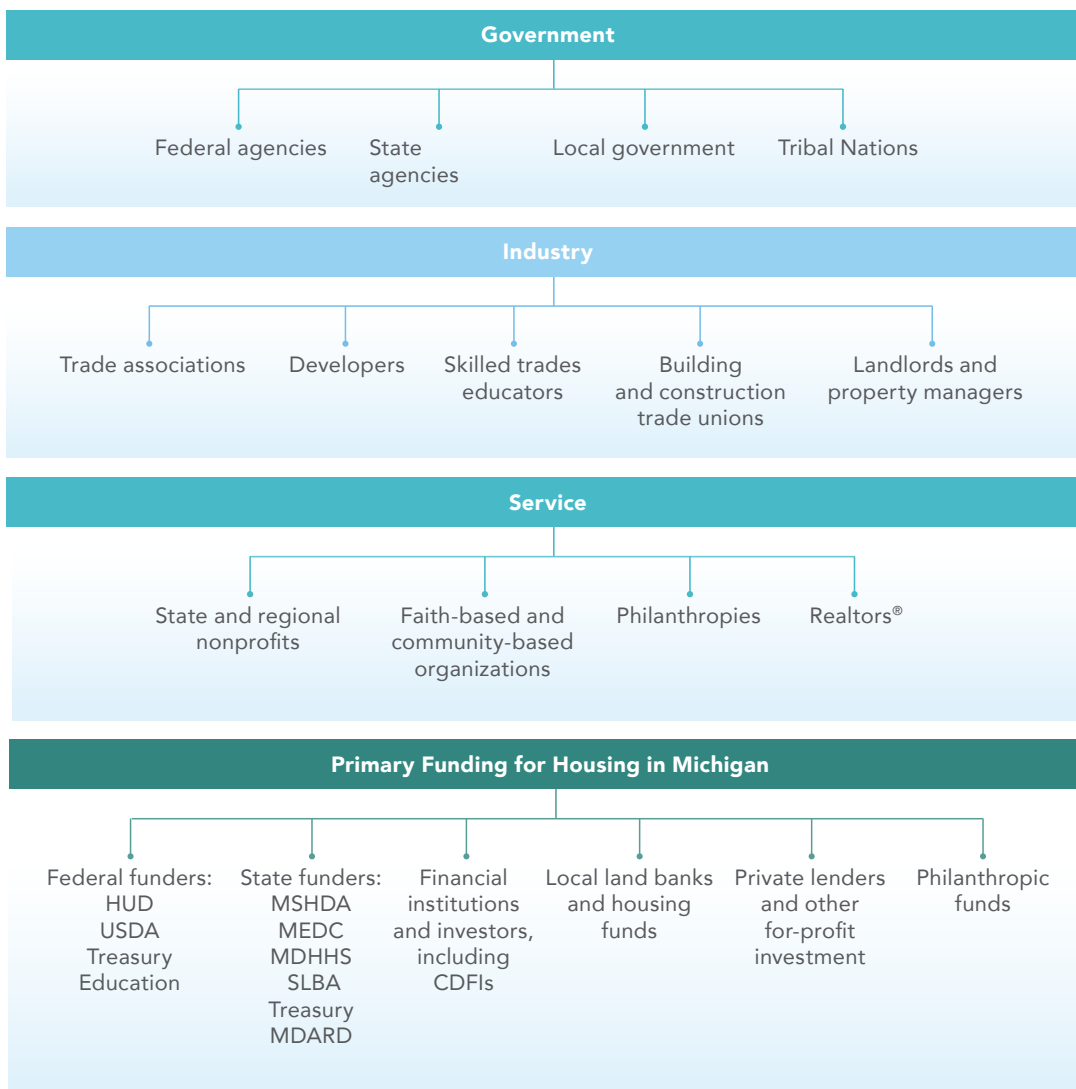 Government
Federal agencies
State
agencies
Local government
Tribal Nations
Industry
Trade associations
Developers
Skilled trades
educators
Building
and construction
trade unions
Landlords and
property managers
Service
State and regional
nonprofits
Faith-based and
community-based
organizations
Philanthropies
Realtors®
Primary Funding for Housing in Michigan
Federal funders:
HUD
USDA
Treasury
Education
State funders:
MSHDA
MEDC
MDHHS
SLBA
Treasury
MDARD
Financial
institutions
and investors,
including
CDFIs
Local land banks
and housing
funds
Private lenders
and other
for-profit
investment
Philanthropic
funds